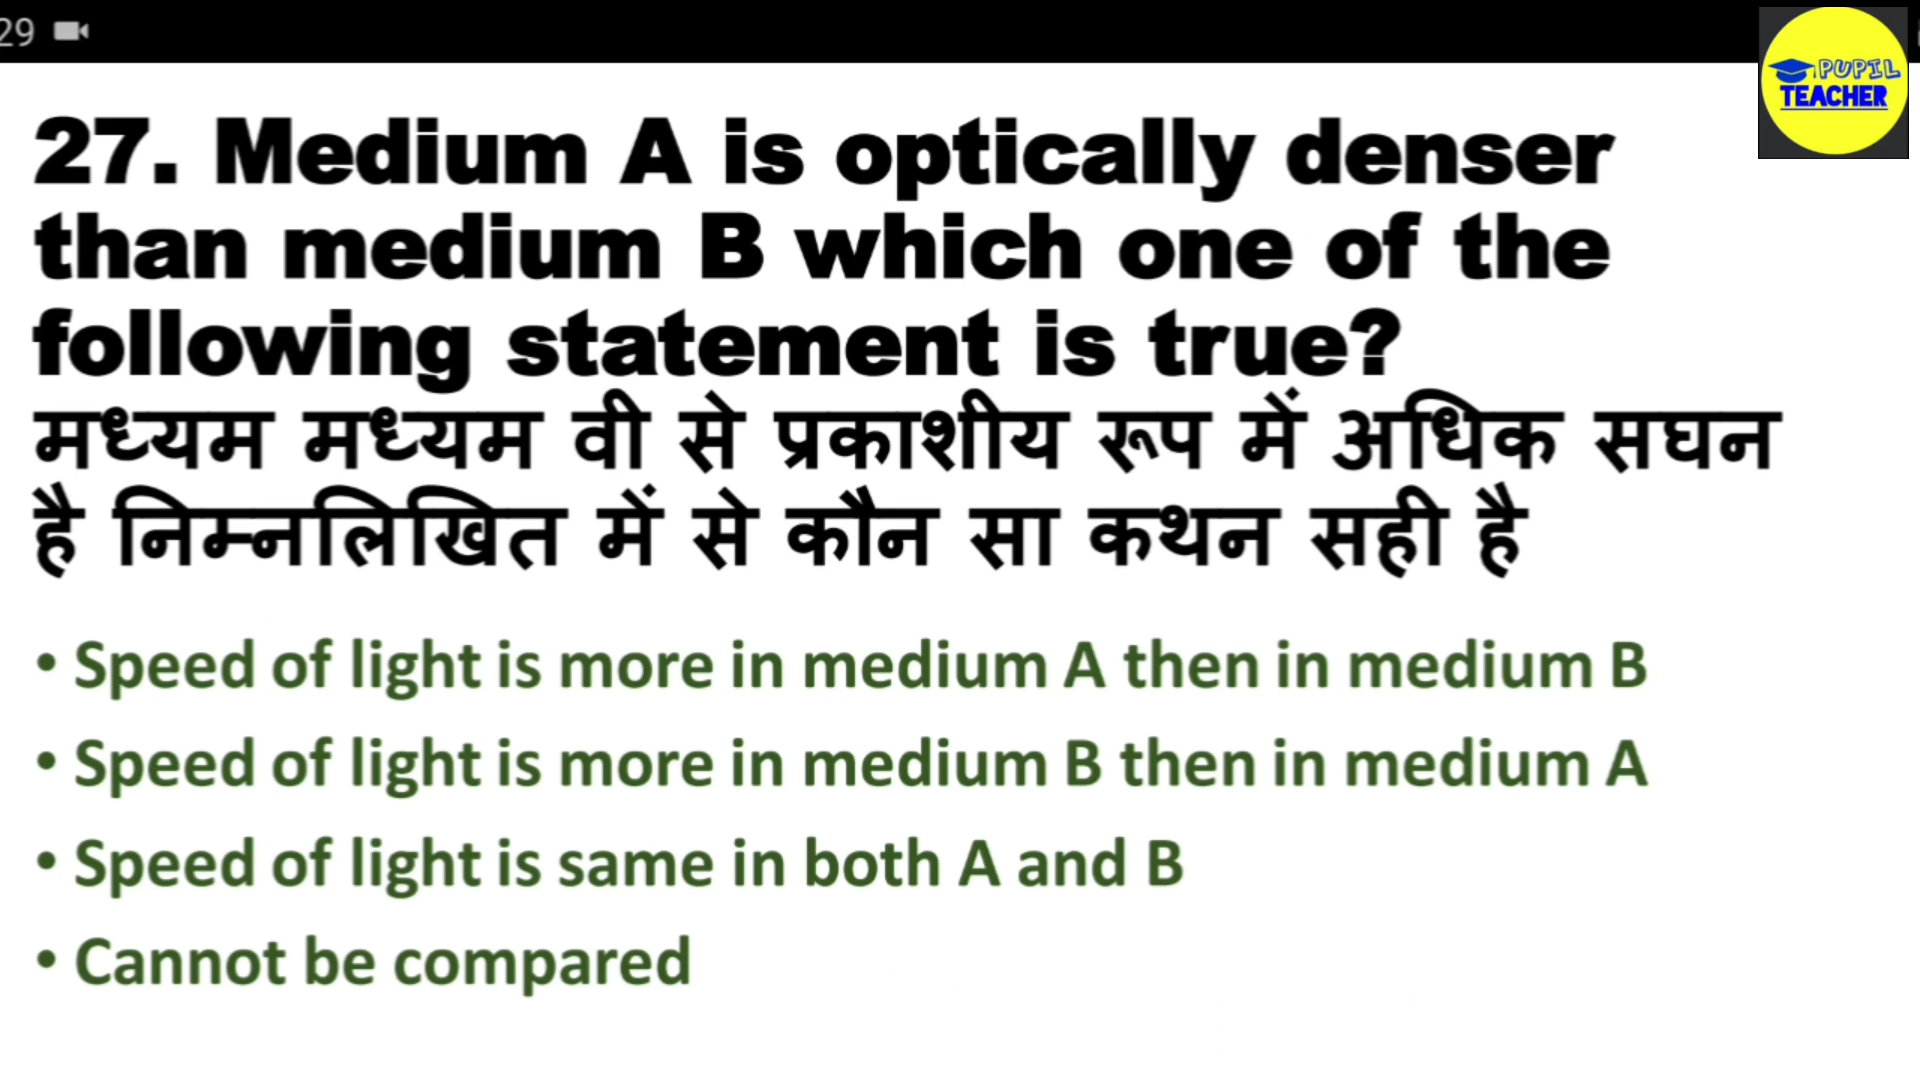 29
PUPIL
TEACHER
27. Medium A is optically denser
than medium B which one of the
following statement is true?
मध्यम मध्यम वी से प्रकाशीय रूप में अधिक सघन
है निम्नलिखित में से कौन सा कथन सही है
• Speed of light is more in medium A then in medium B
• Speed of light is more in medium B then in medium A
• Speed of light is same in both A and B
• Cannot be compared